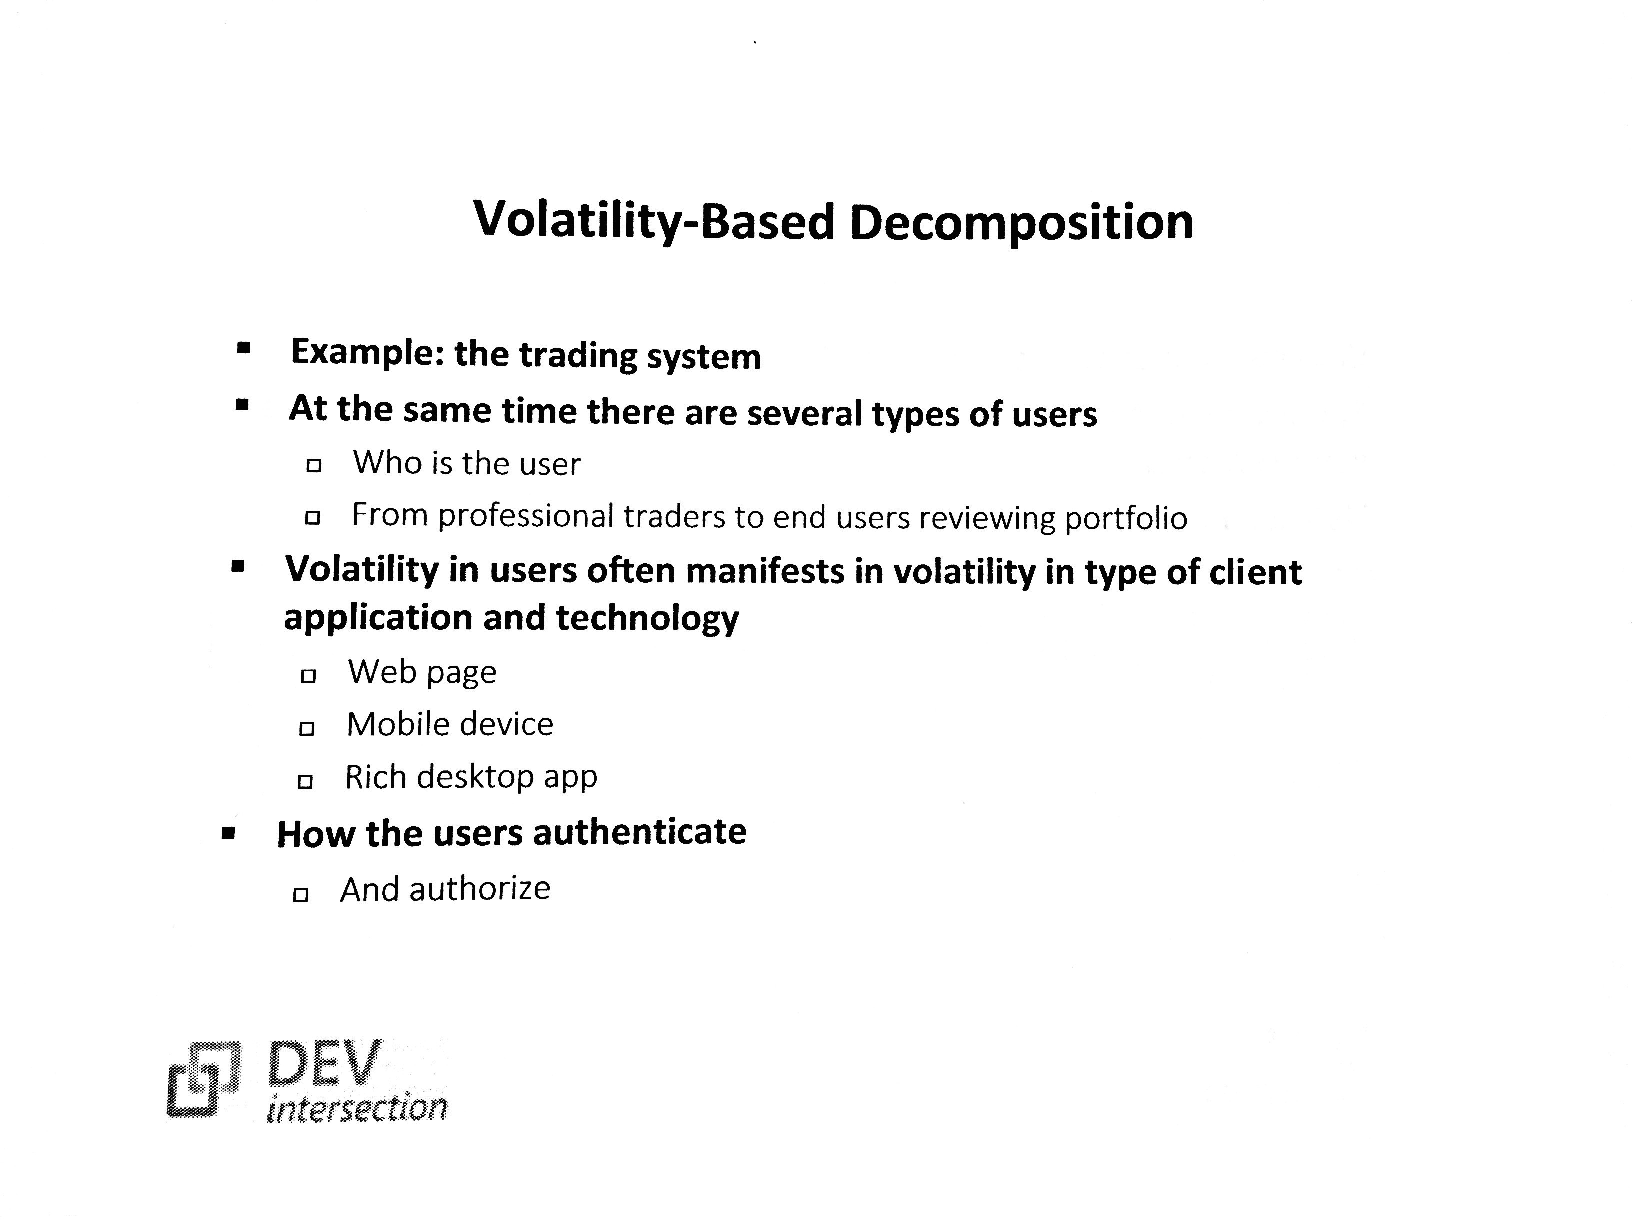 Volatility-Based Decomposition
▪ Example: the trading system
▪ At the same time there are several types of users
▫ Who is the user
▫ From professional traders to end users reviewing portfolio
▪ Volatility in users often manifests in volatility in type of client
application and technology
▫ Web page
▫ Mobile device
▫ Rich desktop app
▪ How the users authenticate
▫ And authorize
DEV
intersection